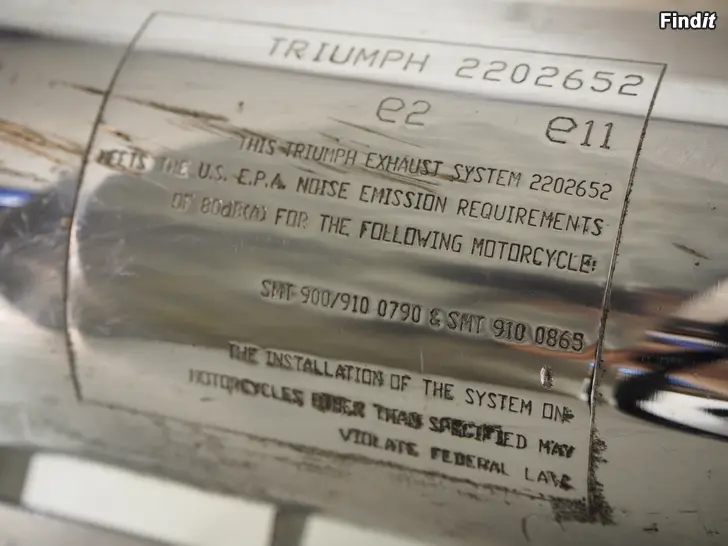 Findit
TRIUMPH 2202652
e2 e11
THIS TRIUMPH EXHAUST SYSTEM 2202652
MEETS THE U.S. E.P.A. NOISE EMISSION REQUIREMENTS
OF 80dB(A) FOR THE FOLLOWING MOTORCYCLE:
SMT 900/910 0790 & SMT 910 0865
THE INSTALLATION OF THE SYSTEM ON
MOTORCYCLES OTHER THAN SPECIFIED MAY
VIOLATE FEDERAL LAW